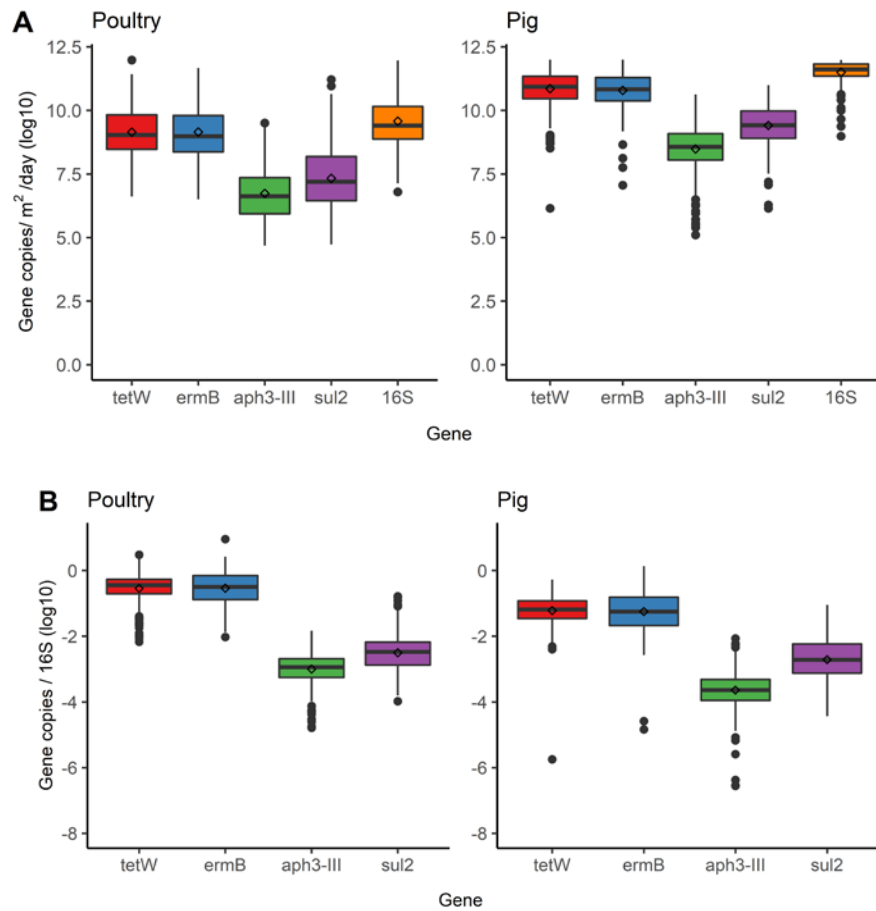 A
Poultry
Pig
Gene copies/ m² /day (log10)
12.5
10.0
7.5
5.0
2.5
0.0
12.5
10.0
7.5
5.0
2.5
0.0
tetW ermB aph3-III sul2 16S
tetW ermB aph3-III sul2 16S
Gene
B
Poultry
Pig
Gene copies / 16S (log10)
0
-2
-4
-6
-8
0
-2
-4
-6
-8
tetW ermB aph3-III sul2
tetW ermB aph3-III sul2
Gene